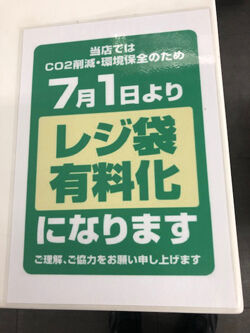 当店では
CO2削減・環境保全のため
7月1日より
レジ袋
有料化
になります
ご理解、ご協力をお願い申し上げます